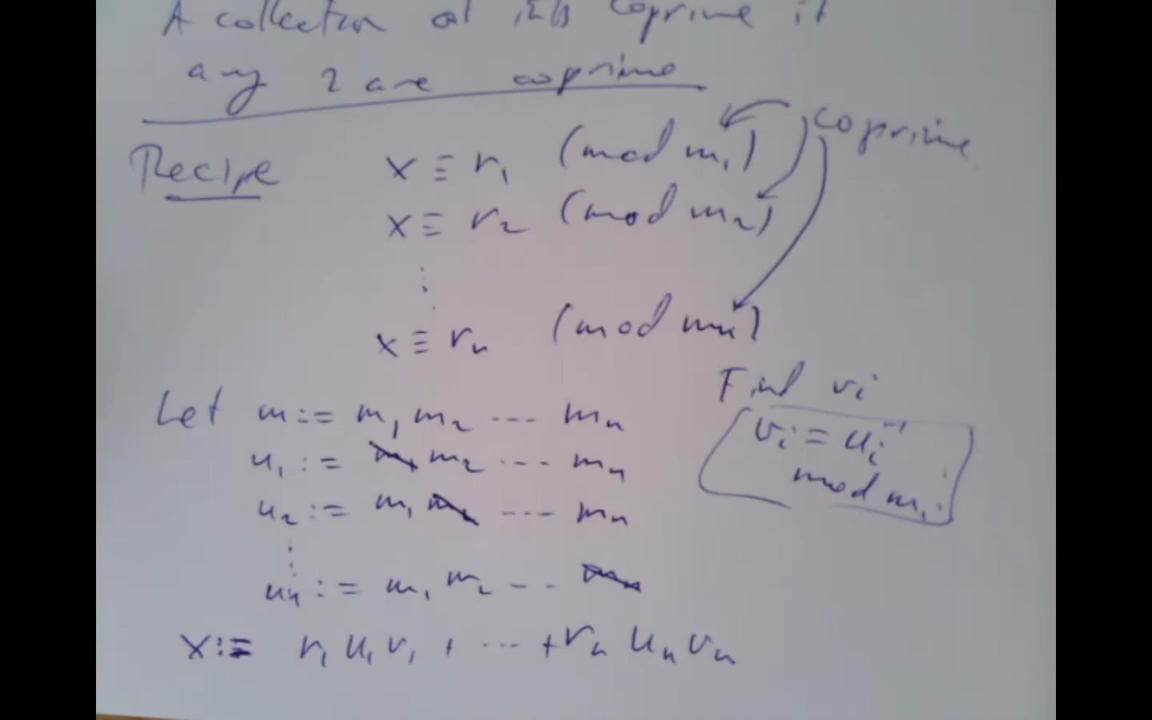 A collection of ints coprime if
any 2 are coprime
Recipe x ≡ r₁ (mod m₁) coprime
x ≡ r₂ (mod m₂)
⋮
x ≡ rₙ (mod mₙ)
Find vᵢ
Let m := m₁ m₂ ... mₙ
vᵢ = uᵢ⁻¹
mod mᵢ
u₁ := m₁ m₂ ... mₙ
u₂ := m₁ m₂ ... mₙ
⋮
uₙ := m₁ m₂ ... mₙ
x := r₁ u₁ v₁ + ... + rₙ uₙ vₙ